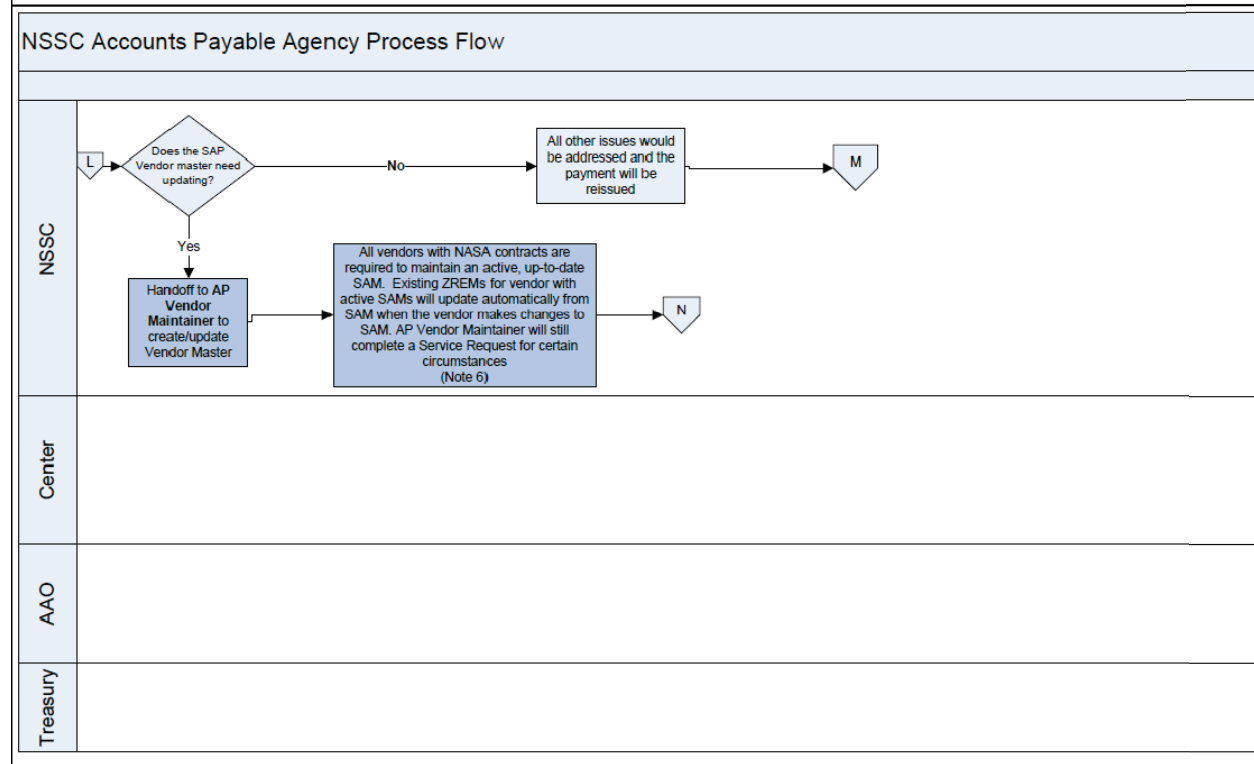 NSSC Accounts Payable Agency Process Flow
NSSC
L
Does the SAP
Vendor master need
updating?
No
All other issues would
be addressed and the
payment will be
reissued
M
Yes
Handoff to AP
Vendor
Maintainer to
create/update
Vendor Master
All vendors with NASA contracts are
required to maintain an active, up-to-date
SAM. Existing ZREMs for vendor with
active SAMs will update automatically from
SAM when the vendor makes changes to
SAM. AP Vendor Maintainer will still
complete a Service Request for certain
circumstances
(Note 6)
N
Center
AAO
Treasury